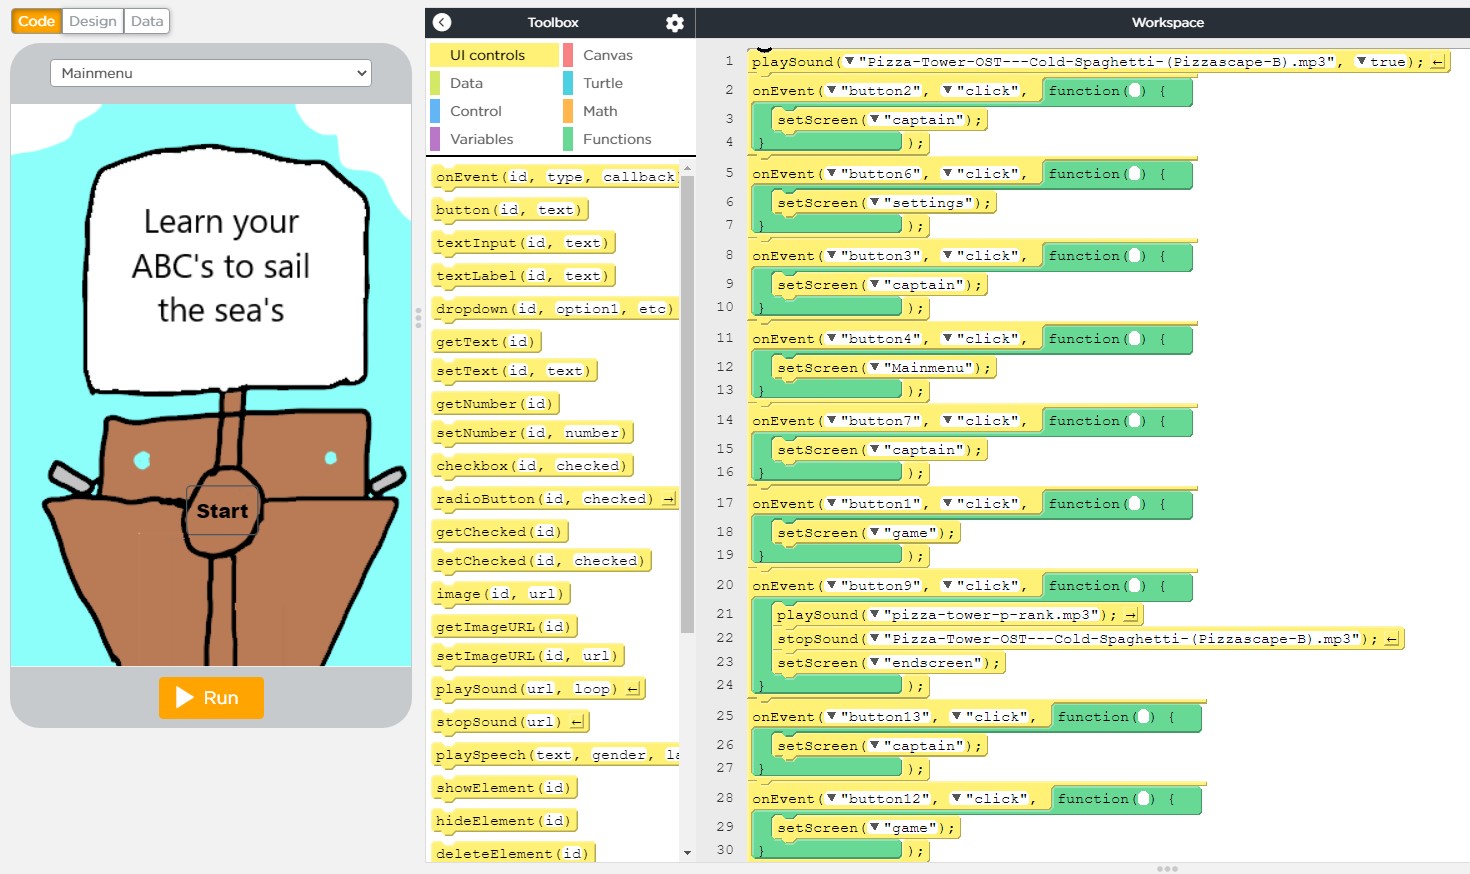 Code Design Data
Mainmenu
Learn your
ABC's to sail
the sea's
Start
Run
Toolbox
UI controls
Canvas
Data
Turtle
Control
Math
Variables
Functions
onEvent(id, type, callback
button(id, text)
textInput(id, text)
textLabel(id, text)
dropdown(id, option1, etc)
getText(id)
setText(id, text)
getNumber(id)
setNumber(id, number)
checkbox(id, checked)
radioButton(id, checked)
getChecked(id)
setChecked(id, checked)
image(id, url)
getImageURL(id)
setImageURL(id, url)
playSound(url, loop)
stopSound(url)
playSpeech(text, gender, la
showElement(id)
hideElement(id)
deleteElement(id)
Workspace
1 playSound("Pizza-Tower-OST---Cold-Spaghetti-(Pizzascape-B).mp3", true);
2 onEvent("button2", "click", function( ) {
3 setScreen("captain");
4 } );
5 onEvent("button6", "click", function( ) {
6 setScreen("settings");
7 } );
8 onEvent("button3", "click", function( ) {
9 setScreen("captain");
10 } );
11 onEvent("button4", "click", function( ) {
12 setScreen("Mainmenu");
13 } );
14 onEvent("button7", "click", function( ) {
15 setScreen("captain");
16 } );
17 onEvent("button1", "click", function( ) {
18 setScreen("game");
19 } );
20 onEvent("button9", "click", function( ) {
21 playSound("pizza-tower-p-rank.mp3");
22 stopSound("Pizza-Tower-OST---Cold-Spaghetti-(Pizzascape-B).mp3");
23 setScreen("endscreen");
24 } );
25 onEvent("button13", "click", function( ) {
26 setScreen("captain");
27 } );
28 onEvent("button12", "click", function( ) {
29 setScreen("game");
30 } );